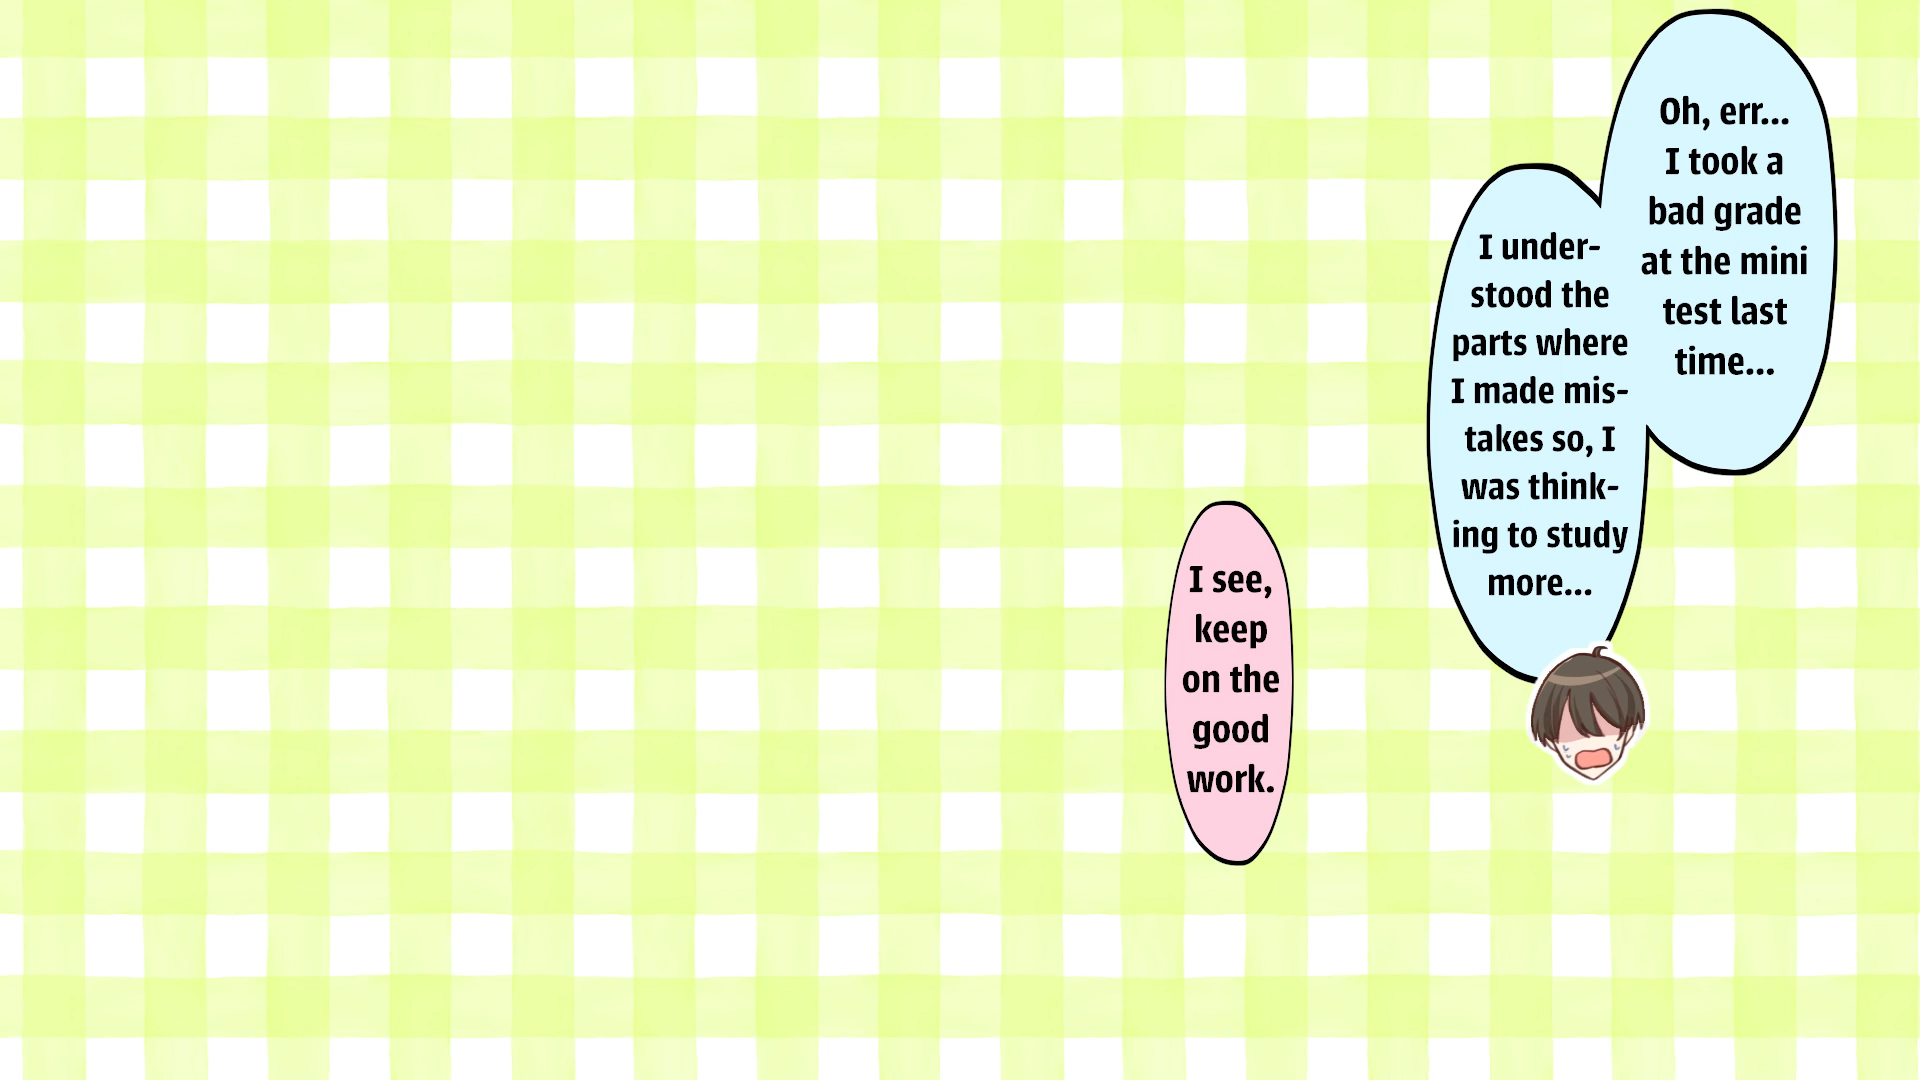 Oh, err...
I took a
bad grade
at the mini
test last
time...
I under-
stood the
parts where
I made mis-
takes so, I
was think-
ing to study
more...
I see,
keep
on the
good
work.